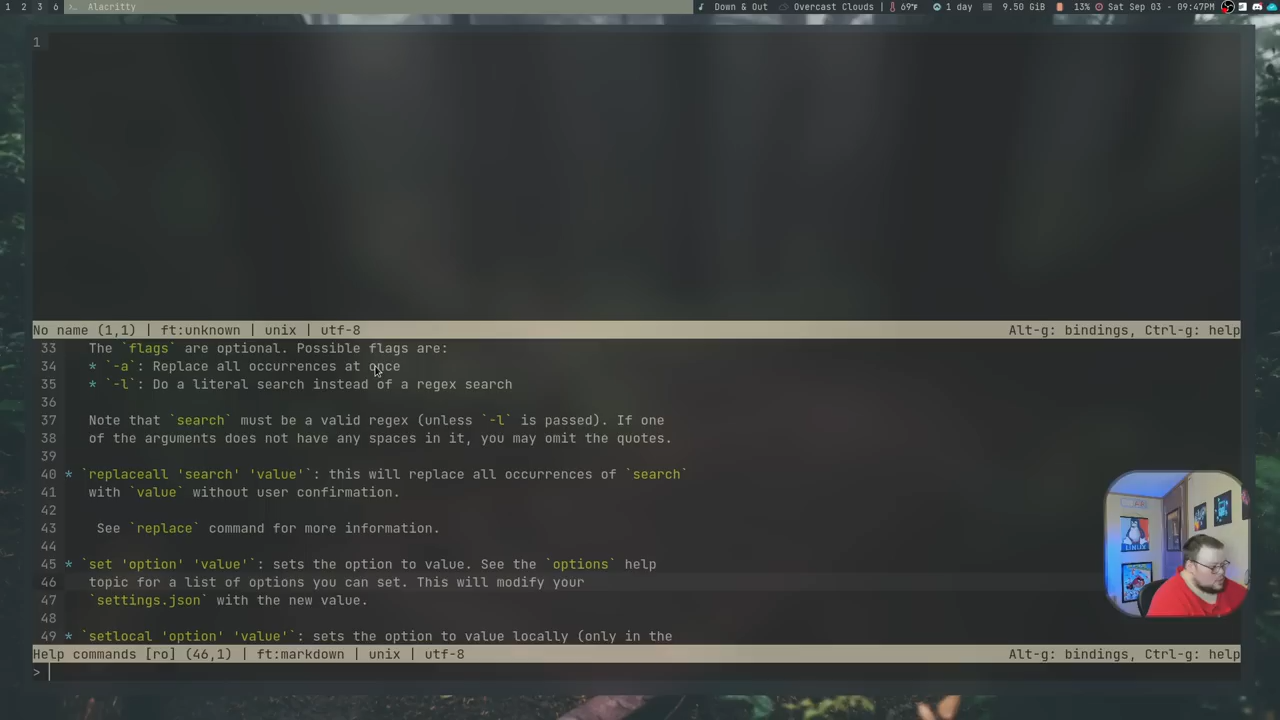 1 2 3 6 >_ Alacritty Down & Out Overcast Clouds 69°F 1 day 9.50 GiB 13% Sat Sep 03 - 09:47PM
1
No name (1,1) | ft:unknown | unix | utf-8 Alt-g: bindings, Ctrl-g: help
33 The `flags` are optional. Possible flags are:
34 * `-a`: Replace all occurrences at once
35 * `-l`: Do a literal search instead of a regex search
36
37 Note that `search` must be a valid regex (unless `-l` is passed). If one
38 of the arguments does not have any spaces in it, you may omit the quotes.
39
40 * `replaceall 'search' 'value'`: this will replace all occurrences of `search`
41 with `value` without user confirmation.
42
43 See `replace` command for more information.
44
45 * `set 'option' 'value'`: sets the option to value. See the `options` help
46 topic for a list of options you can set. This will modify your
47 `settings.json` with the new value.
48
49 * `setlocal 'option' 'value'`: sets the option to value locally (only in the
Help commands [ro] (46,1) | ft:markdown | unix | utf-8 Alt-g: bindings, Ctrl-g: help
>